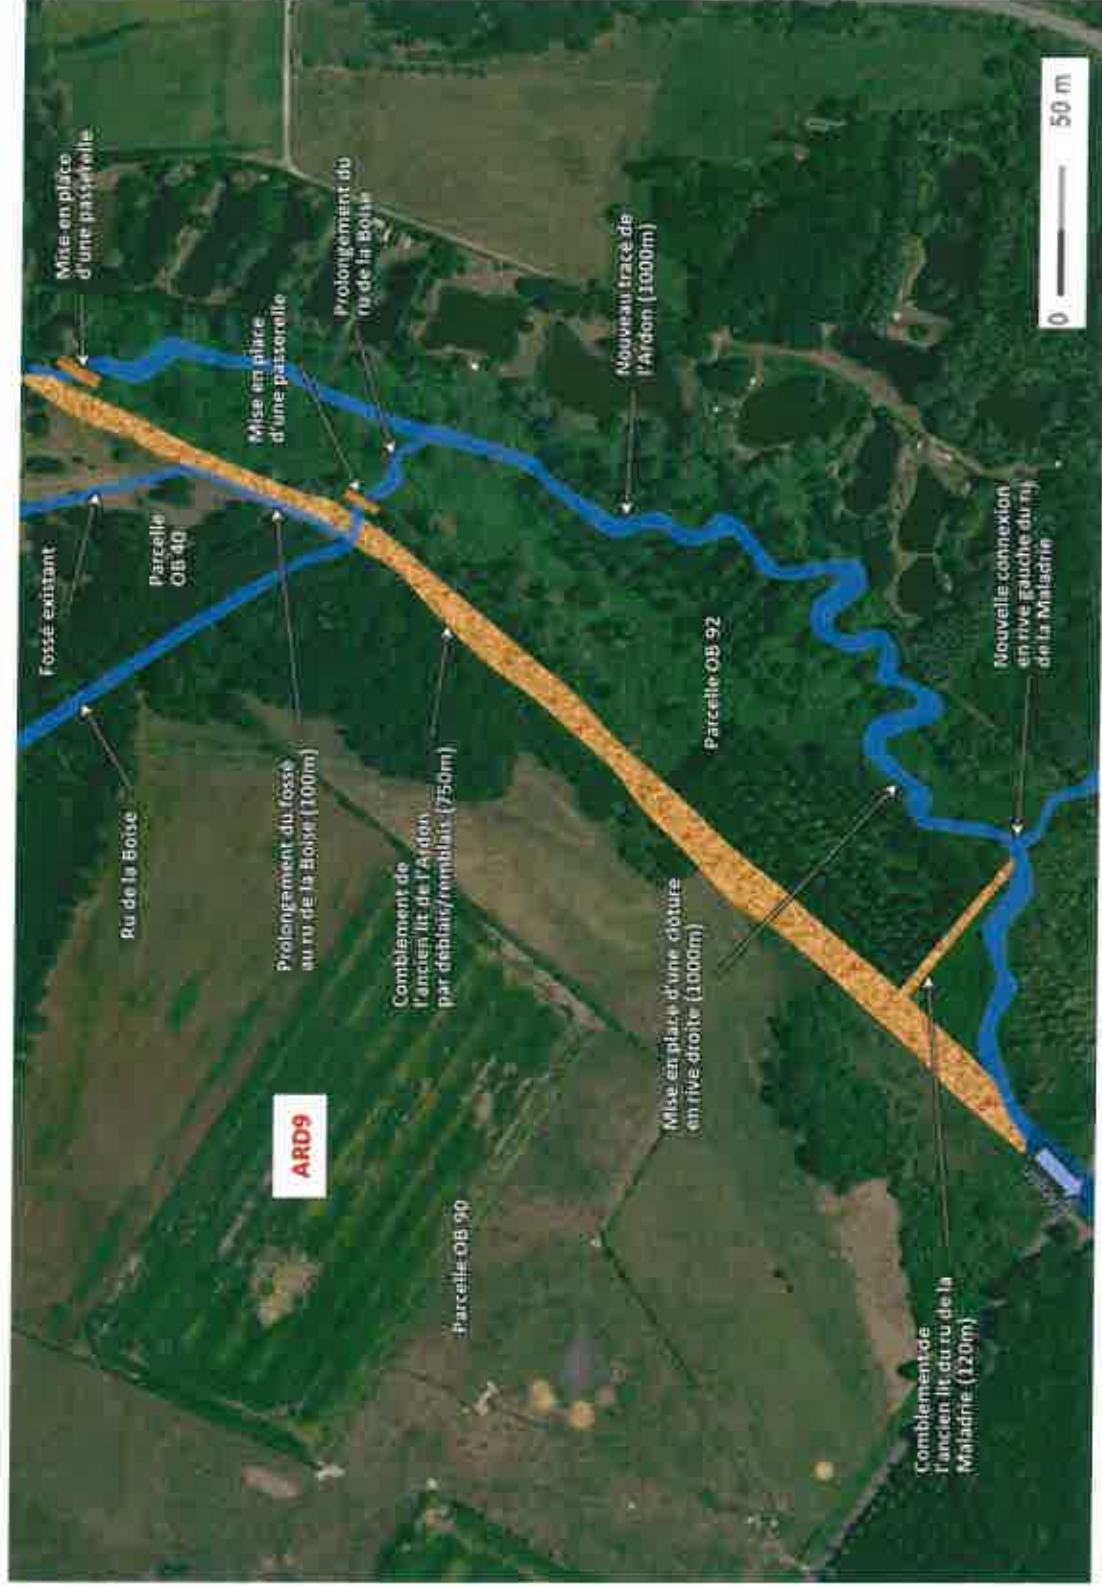 Mise en place
d'une passerelle
Prolongement du
ru de la Boise
Nouveau tracé de
l'Ardon (1000m)
0 50 m
Mise en place
d'une passerelle
Fossé existant
Parcelle
OB 40
Parcelle OB 92
Nouvelle connexion
en rive gauche du ru
de la Maladrie
Ru de la Boise
Prolongement du fossé
au ru de la Boise (100m)
Comblement de
l'ancien lit de l'Ardon
par déblais/remblais (750m)
Mise en place d'une clôture
en rive droite (1000m)
ARD9
Parcelle OB 90
Comblement de
l'ancien lit du ru de la
Maladrie (120m)